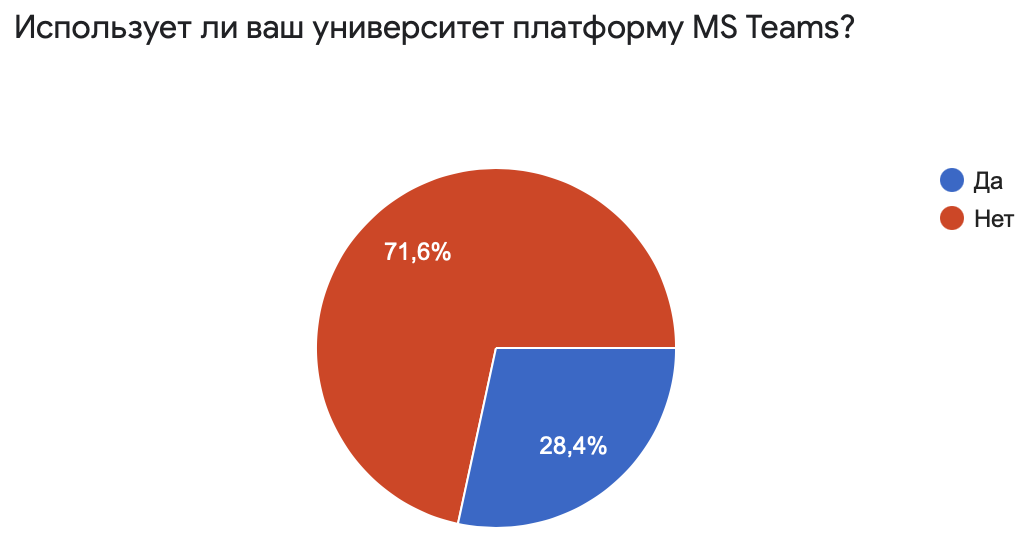 Использует ли ваш университет платформу MS Teams?
Да
Нет
71,6%
28,4%